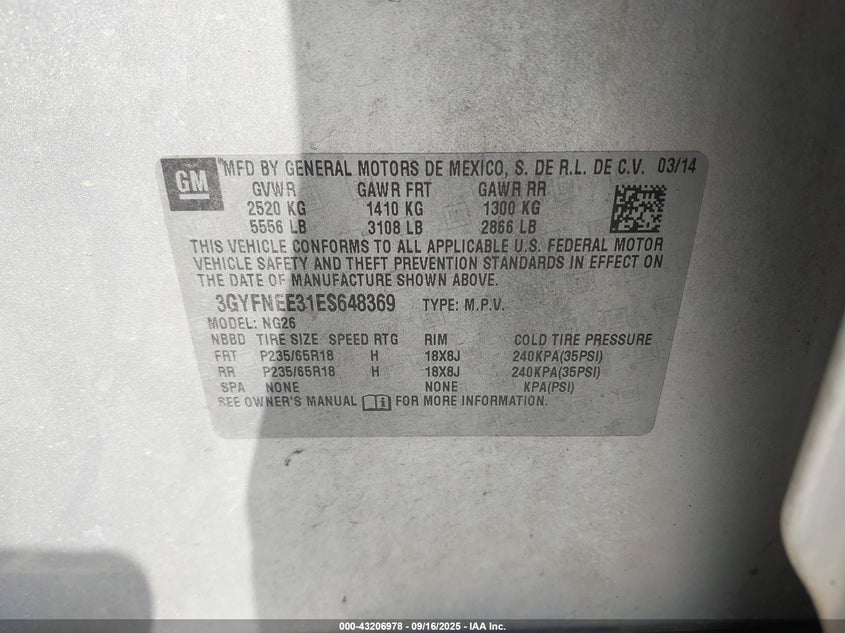 GM
MFD BY GENERAL MOTORS DE MEXICO, S. DE R.L. DE C.V. 03/14
GVWR GAWR FRT GAWR RR
2520 KG 1410 KG 1300 KG
5556 LB 3108 LB 2866 LB
THIS VEHICLE CONFORMS TO ALL APPLICABLE U.S. FEDERAL MOTOR
VEHICLE SAFETY AND THEFT PREVENTION STANDARDS IN EFFECT ON
THE DATE OF MANUFACTURE SHOWN ABOVE.
3GYFNEE31ES648369 TYPE: M.P.V.
MODEL: NG26
NBBD TIRE SIZE SPEED RTG RIM COLD TIRE PRESSURE
FRT P235/65R18 H 18X8J 240KPA(35PSI)
RR P235/65R18 H 18X8J 240KPA(35PSI)
SPA NONE NONE KPA(PSI)
SEE OWNER'S MANUAL FOR MORE INFORMATION.
000-43206978 - 09/16/2025 - IAA Inc.